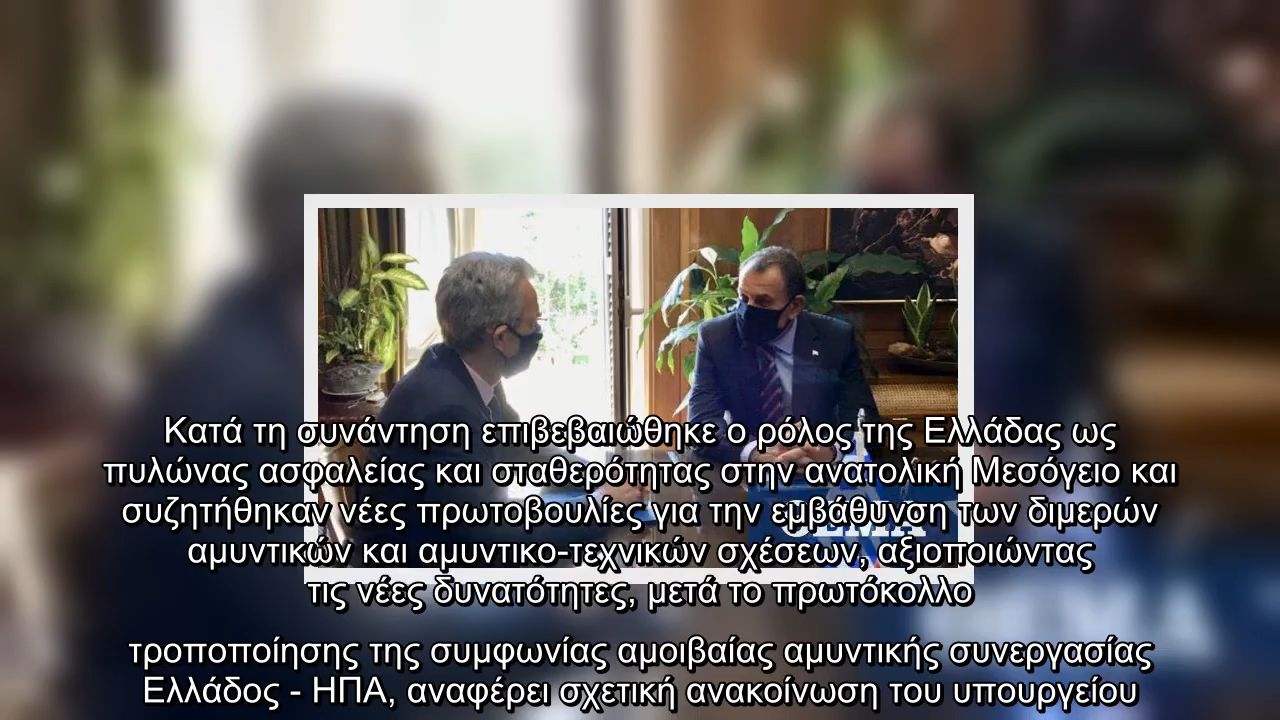 Κατά τη συνάντηση επιβεβαιώθηκε ο ρόλος της Ελλάδας ως
πυλώνας ασφαλείας και σταθερότητας στην ανατολική Μεσόγειο και
συζητήθηκαν νέες πρωτοβουλίες για την εμβάθυνση των διμερών
αμυντικών και αμυντικο-τεχνικών σχέσεων, αξιοποιώντας
τις νέες δυνατότητες, μετά το πρωτόκολλο
τροποποίησης της συμφωνίας αμοιβαίας αμυντικής συνεργασίας
Ελλάδος - ΗΠΑ, αναφέρει σχετική ανακοίνωση του υπουργείου